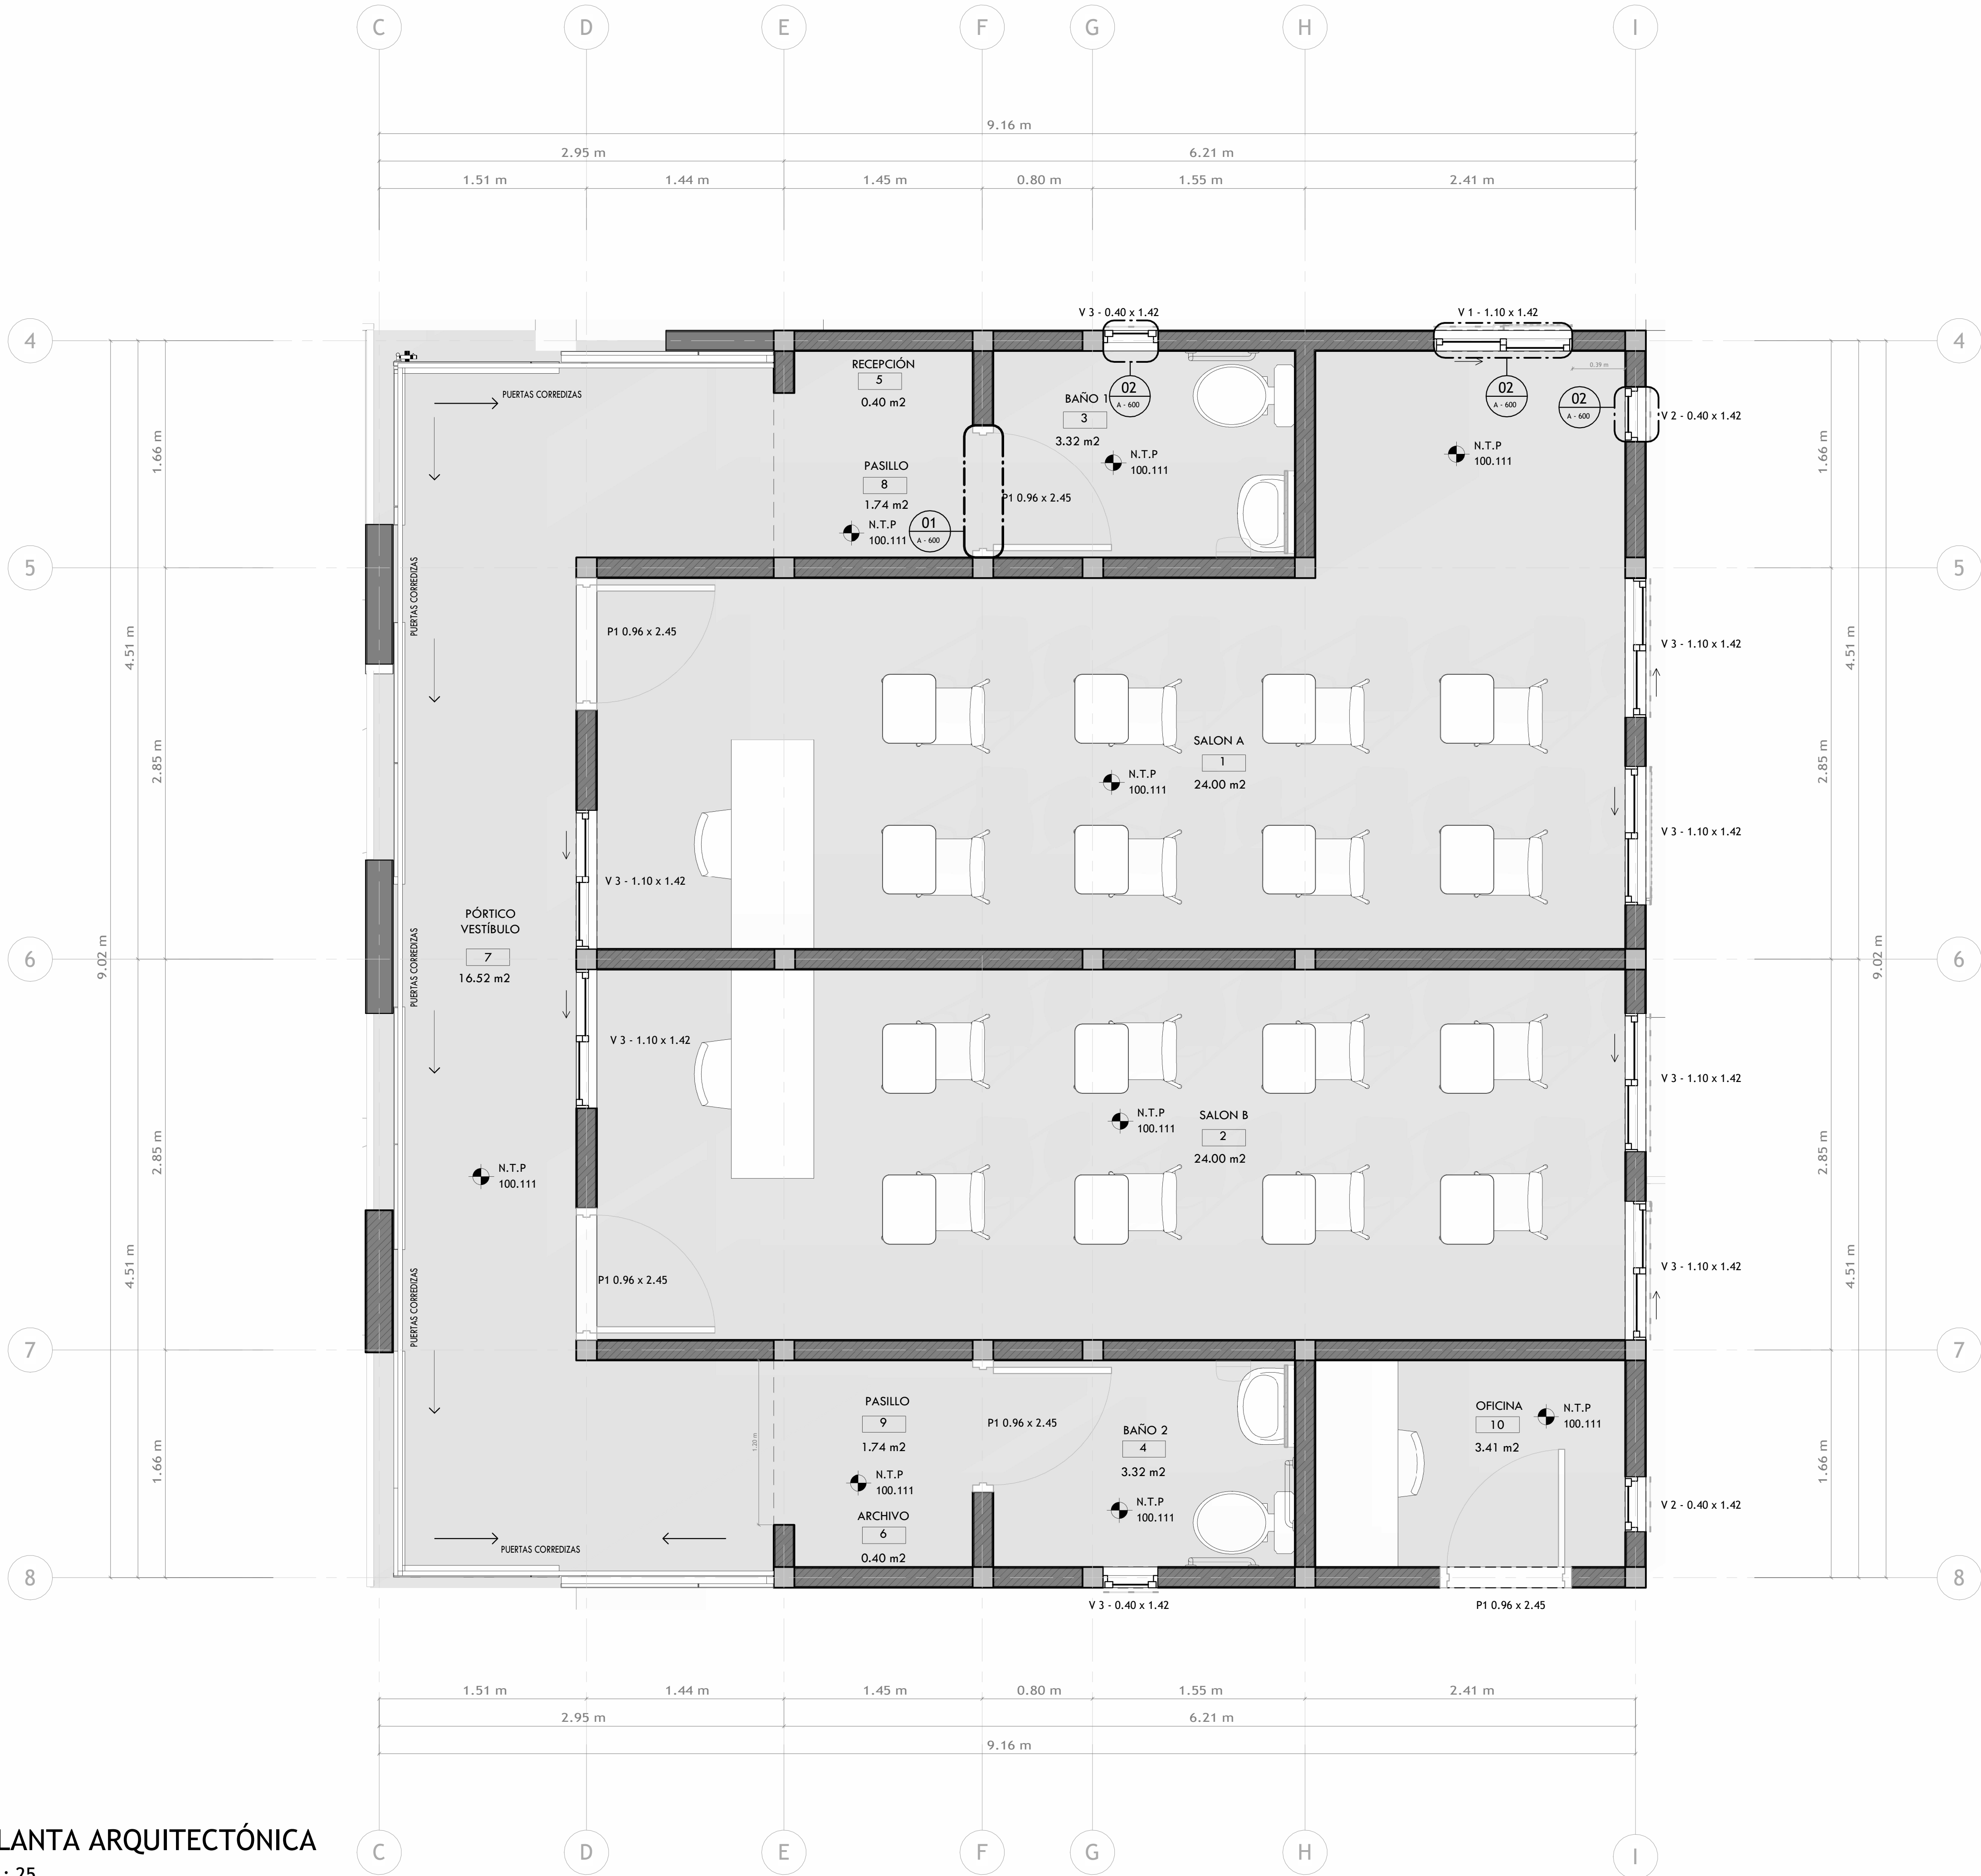 C D E F G H I
9.16 m
2.95 m 6.21 m
1.51 m 1.44 m 1.45 m 0.80 m 1.55 m 2.41 m
V 3 - 0.40 x 1.42
V 1 - 1.10 x 1.42
4
4
RECEPCIÓN
5
0.40 m2
PUERTAS CORREDIZAS
BAÑO 1
3
3.32 m2
02
A - 600
02
A - 600
0.39 m
02
A - 600
V 2 - 0.40 x 1.42
N.T.P
100.111
N.T.P
100.111
PASILLO
8
1.74 m2
N.T.P
100.111
01
A - 600
P1 0.96 x 2.45
1.66 m
1.66 m
5
5
PUERTAS CORREDIZAS
P1 0.96 x 2.45
V 3 - 1.10 x 1.42
4.51 m
4.51 m
2.85 m
2.85 m
SALON A
1
24.00 m2
N.T.P
100.111
V 3 - 1.10 x 1.42
V 3 - 1.10 x 1.42
PÓRTICO
VESTÍBULO
7
16.52 m2
PUERTAS CORREDIZAS
9.02 m
9.02 m
6
6
V 3 - 1.10 x 1.42
V 3 - 1.10 x 1.42
SALON B
2
24.00 m2
N.T.P
100.111
N.T.P
100.111
2.85 m
2.85 m
4.51 m
4.51 m
P1 0.96 x 2.45
V 3 - 1.10 x 1.42
PUERTAS CORREDIZAS
7
7
1.20 m
PASILLO
9
1.74 m2
N.T.P
100.111
ARCHIVO
6
0.40 m2
P1 0.96 x 2.45
BAÑO 2
4
3.32 m2
N.T.P
100.111
OFICINA
10
3.41 m2
N.T.P
100.111
1.66 m
1.66 m
V 2 - 0.40 x 1.42
PUERTAS CORREDIZAS
8
8
V 3 - 0.40 x 1.42
P1 0.96 x 2.45
1.51 m 1.44 m 1.45 m 0.80 m 1.55 m 2.41 m
2.95 m 6.21 m
9.16 m
LANTA ARQUITECTÓNICA
: 25
C D E F G H I